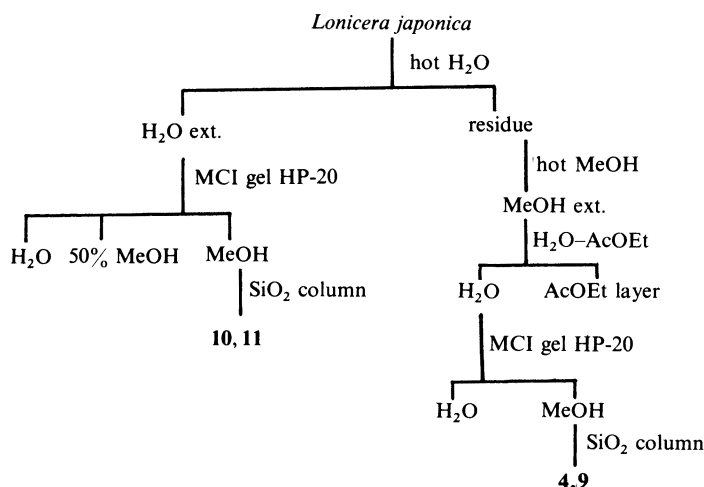 Lonicera japonica
hot H₂O
H₂O ext.
residue
MCI gel HP-20
hot MeOH
MeOH ext.
H₂O–AcOEt
H₂O 50% MeOH MeOH
SiO₂ column
H₂O AcOEt layer
10, 11
MCI gel HP-20
H₂O MeOH
SiO₂ column
4, 9